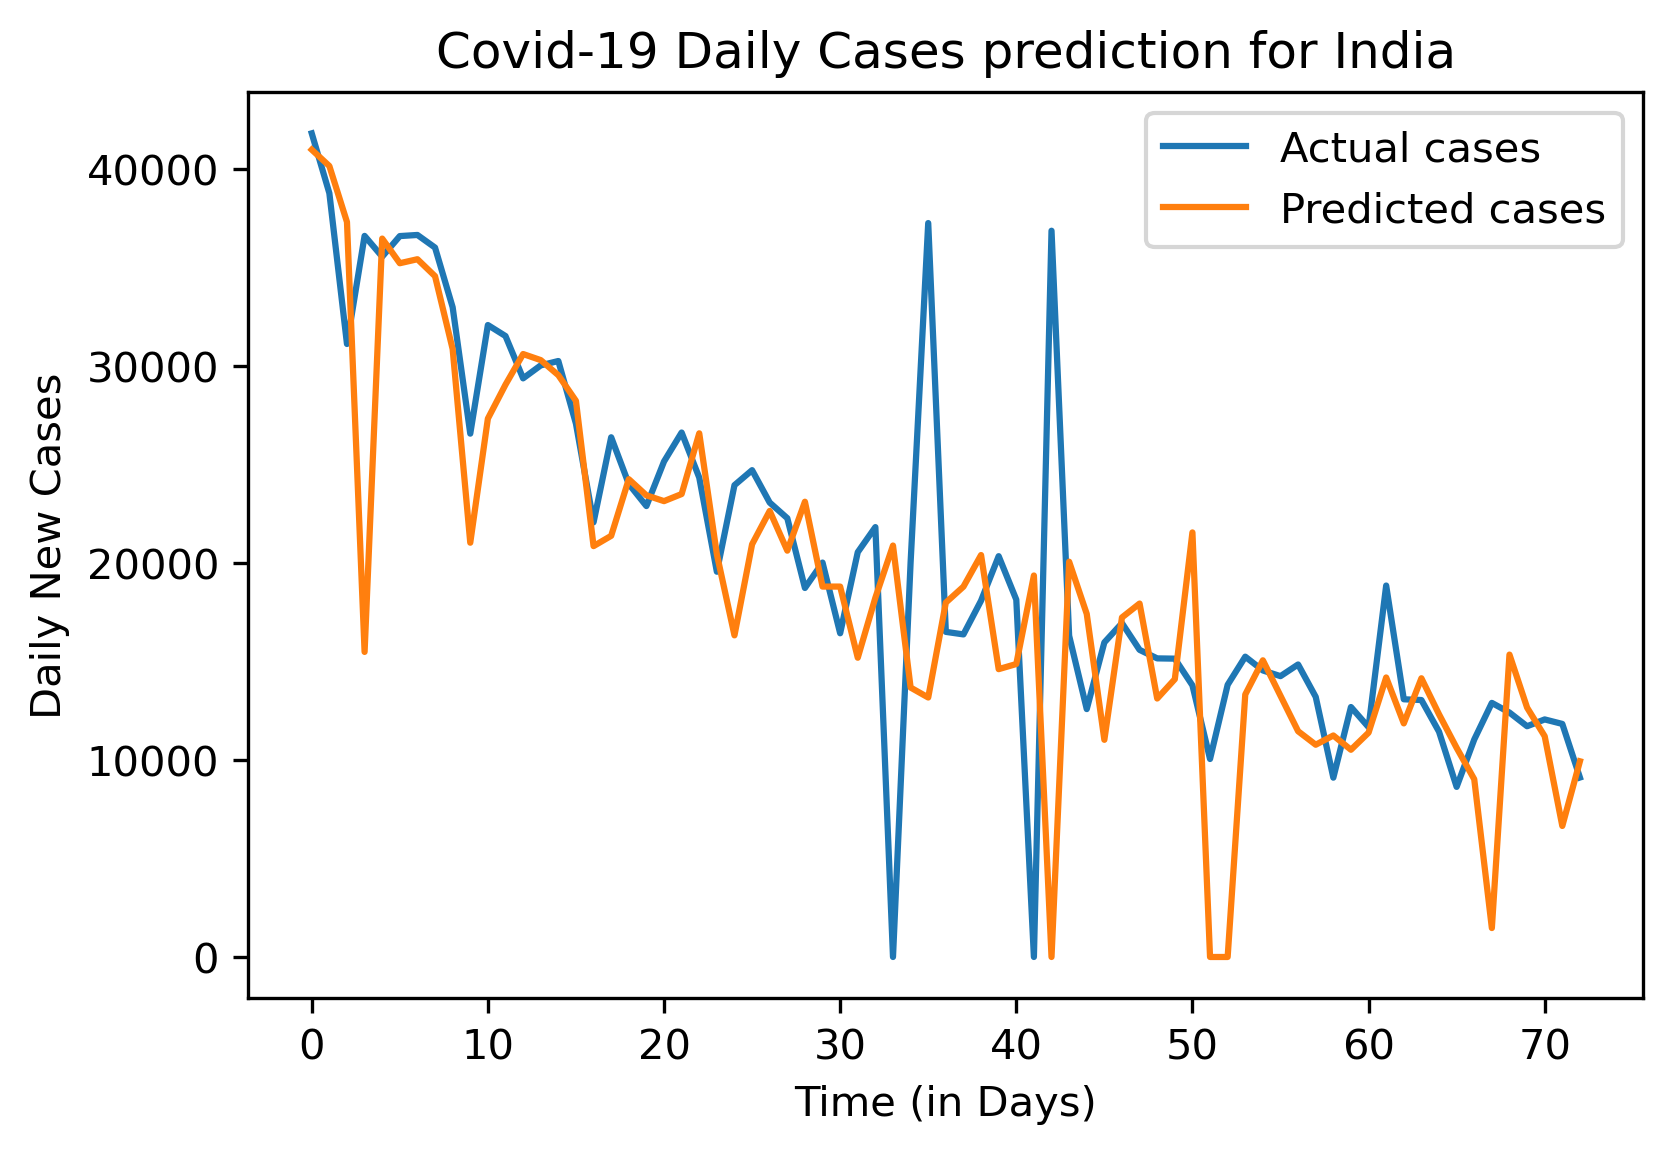 Covid-19 Daily Cases prediction for India
Actual cases
Predicted cases
Daily New Cases
40000
30000
20000
10000
0
0 10 20 30 40 50 60 70
Time (in Days)